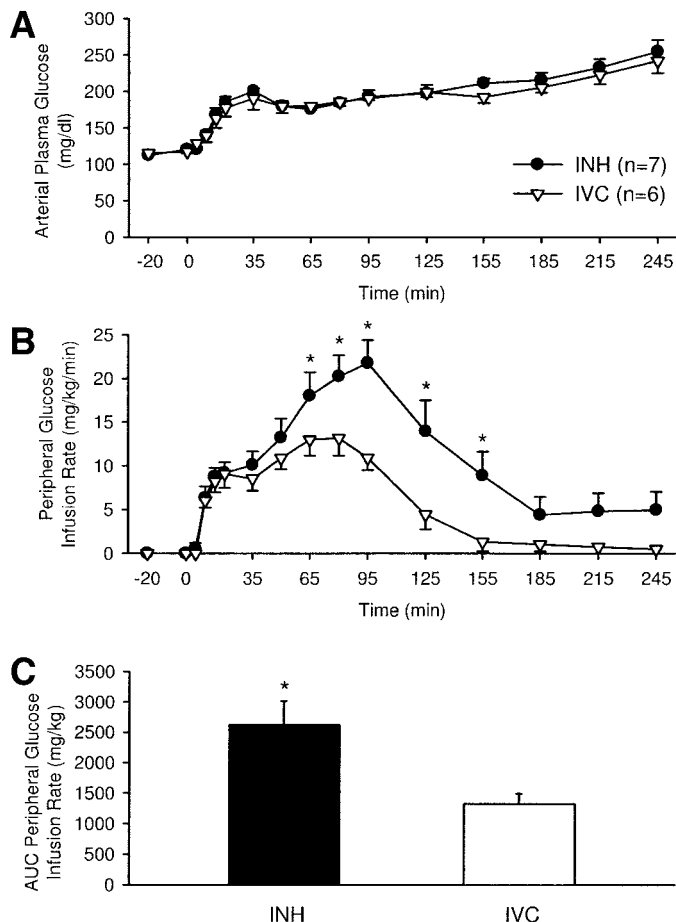 A
Arterial Plasma Glucose
(mg/dl)
300
250
200
150
100
50
0
INH (n=7)
IVC (n=6)
-20 0 35 65 95 125 155 185 215 245
Time (min)
B
Peripheral Glucose
Infusion Rate (mg/kg/min)
25
20
15
10
5
0
* * * * *
-20 0 35 65 95 125 155 185 215 245
Time (min)
C
AUC Peripheral Glucose
Infusion Rate (mg/kg)
3500
3000
2500
2000
1500
1000
500
0
*
INH IVC